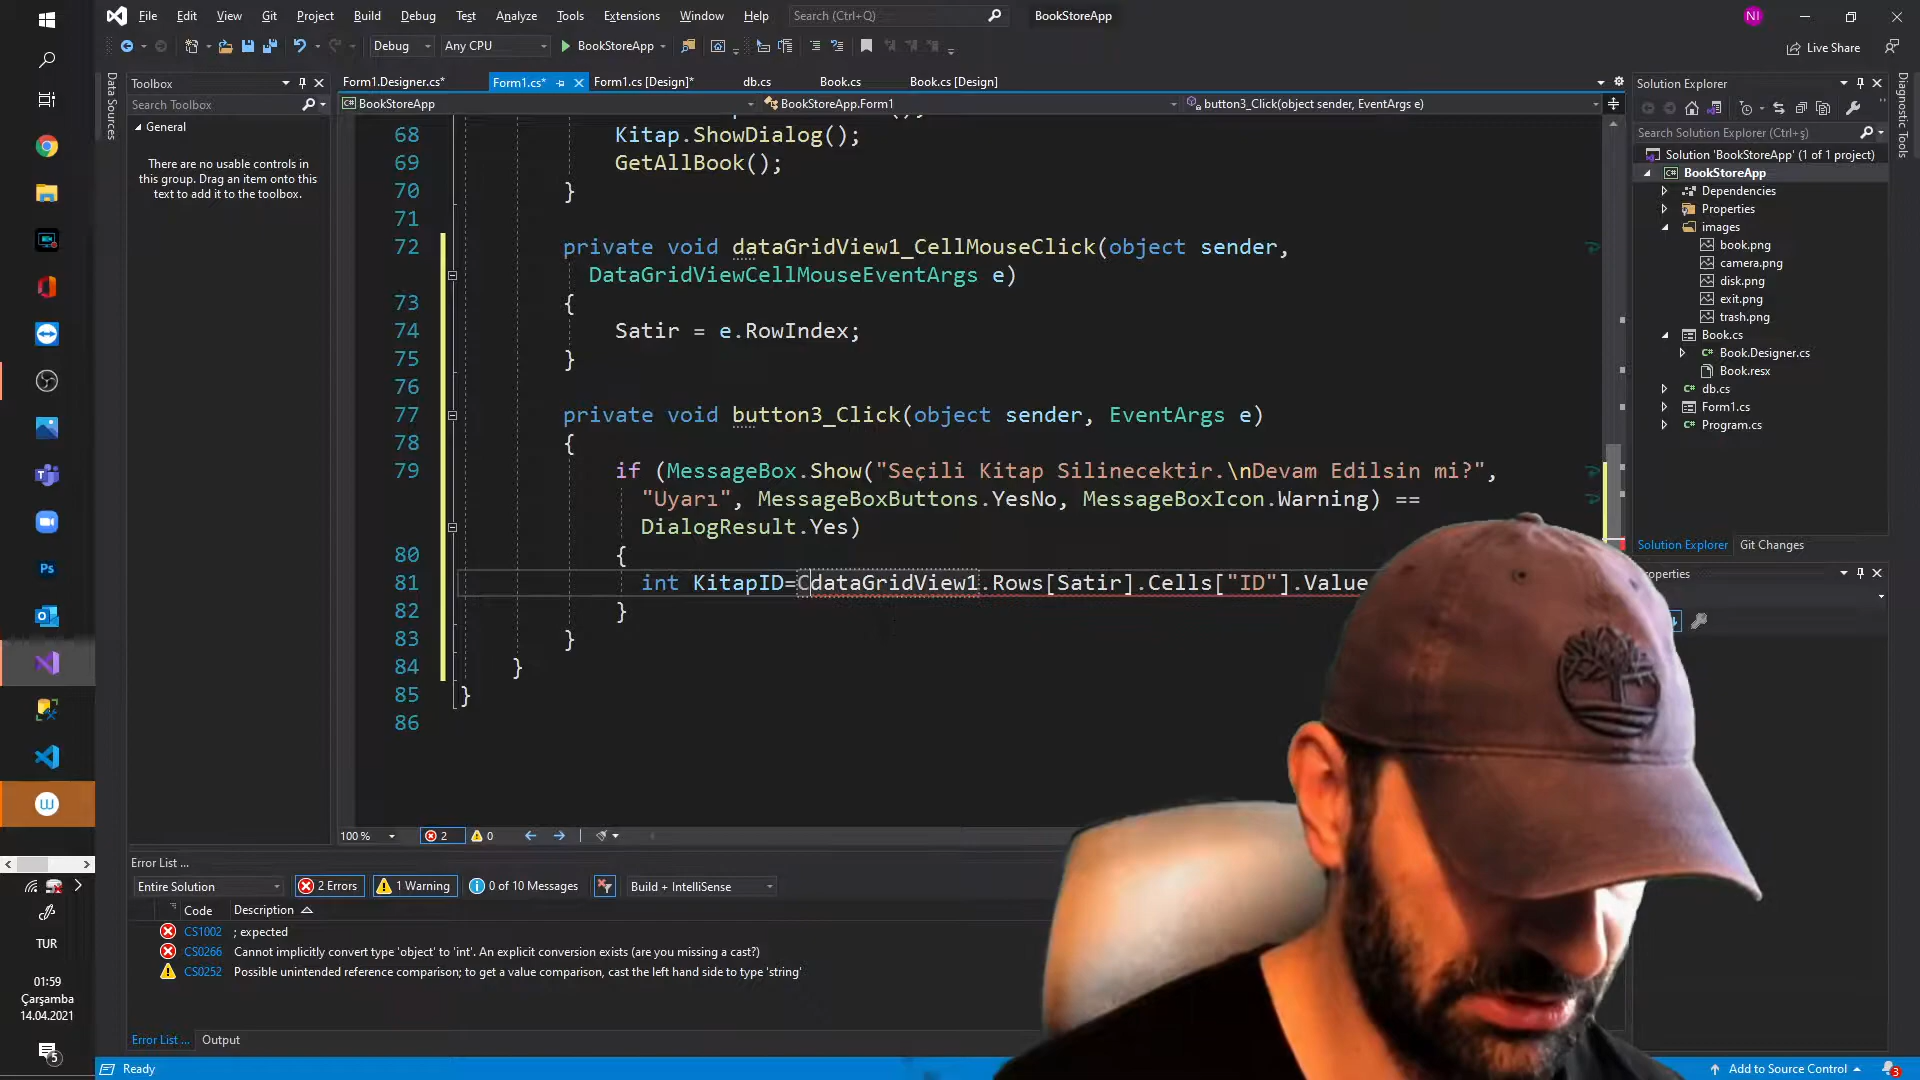 File Edit View Git Project Build Debug Test Analyze Tools Extensions Window Help Search (Ctrl+Q) BookStoreApp NI
Debug Any CPU BookStoreApp Live Share
Data Sources
Toolbox
Search Toolbox
General
There are no usable controls in
this group. Drag an item onto this
text to add it to the toolbox.
Form1.Designer.cs* Form1.cs* Form1.cs [Design]* db.cs Book.cs Book.cs [Design]
BookStoreApp BookStoreApp.Form1 button3_Click(object sender, EventArgs e)
68 Kitap.ShowDialog();
69 GetAllBook();
70 }
71
72 private void dataGridView1_CellMouseClick(object sender,
DataGridViewCellMouseEventArgs e)
73 {
74 Satir = e.RowIndex;
75 }
76
77 private void button3_Click(object sender, EventArgs e)
78 {
79 if (MessageBox.Show("Seçili Kitap Silinecektir.\nDevam Edilsin mi?",
"Uyarı", MessageBoxButtons.YesNo, MessageBoxIcon.Warning) ==
DialogResult.Yes)
80 {
81 int KitapID=CdataGridView1.Rows[Satir].Cells["ID"].Value
82 }
83 }
84 }
85 }
86
100 % 2 0
Error List ...
Entire Solution 2 Errors 1 Warning 0 of 10 Messages Build + IntelliSense
Code Description
CS1002 ; expected
CS0266 Cannot implicitly convert type 'object' to 'int'. An explicit conversion exists (are you missing a cast?)
CS0252 Possible unintended reference comparison; to get a value comparison, cast the left hand side to type 'string'
Error List ... Output
Ready
Add to Source Control 3
Solution Explorer
Search Solution Explorer (Ctrl+ş)
Solution 'BookStoreApp' (1 of 1 project)
BookStoreApp
Dependencies
Properties
images
book.png
camera.png
disk.png
exit.png
trash.png
Book.cs
Book.Designer.cs
Book.resx
db.cs
Form1.cs
Program.cs
Solution Explorer Git Changes
Diagnostic Tools
Ps
TUR
01:59
Çarşamba
14.04.2021
5